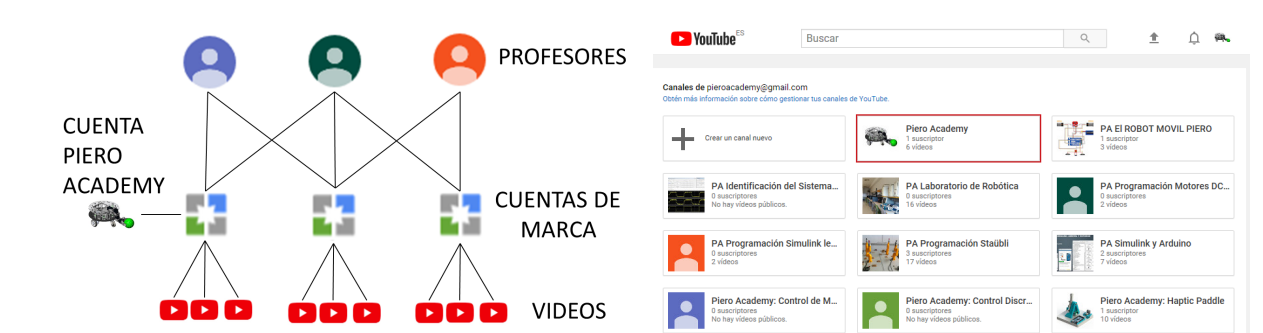 PROFESORES
CUENTA
PIERO
ACADEMY
CUENTAS DE
MARCA
VIDEOS
YouTube ES
Buscar
Canales de pieroacademy@gmail.com
Obtén más información sobre cómo gestionar tus canales de YouTube.
Crear un canal nuevo
Piero Academy
1 suscriptor
6 vídeos
PA El ROBOT MOVIL PIERO
1 suscriptor
3 vídeos
PA Identificación del Sistema...
0 suscriptores
No hay vídeos públicos.
PA Laboratorio de Robótica
0 suscriptores
16 vídeos
PA Programación Motores DC...
0 suscriptores
2 vídeos
PA Programación Simulink le...
0 suscriptores
2 vídeos
PA Programación Staübli
3 suscriptores
17 vídeos
PA Simulink y Arduino
2 suscriptores
7 vídeos
Piero Academy: Control de M...
0 suscriptores
No hay vídeos públicos.
Piero Academy: Control Discr...
0 suscriptores
No hay vídeos públicos.
Piero Academy: Haptic Paddle
1 suscriptor
10 vídeos